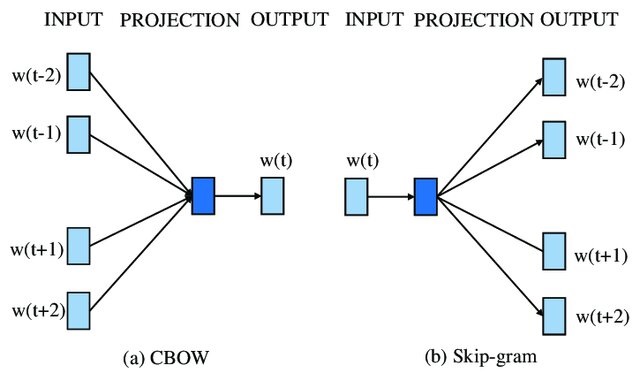 INPUT PROJECTION OUTPUT
w(t-2)
w(t-1)
w(t)
w(t+1)
w(t+2)
(a) CBOW
INPUT PROJECTION OUTPUT
w(t-2)
w(t-1)
w(t)
w(t+1)
w(t+2)
(b) Skip-gram